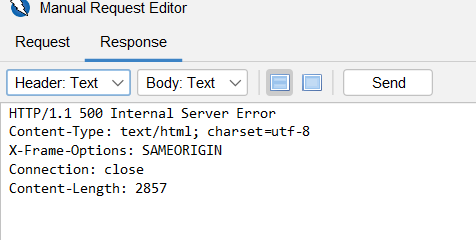 Manual Request Editor
Request Response
Header: Text Body: Text Send
HTTP/1.1 500 Internal Server Error
Content-Type: text/html; charset=utf-8
X-Frame-Options: SAMEORIGIN
Connection: close
Content-Length: 2857